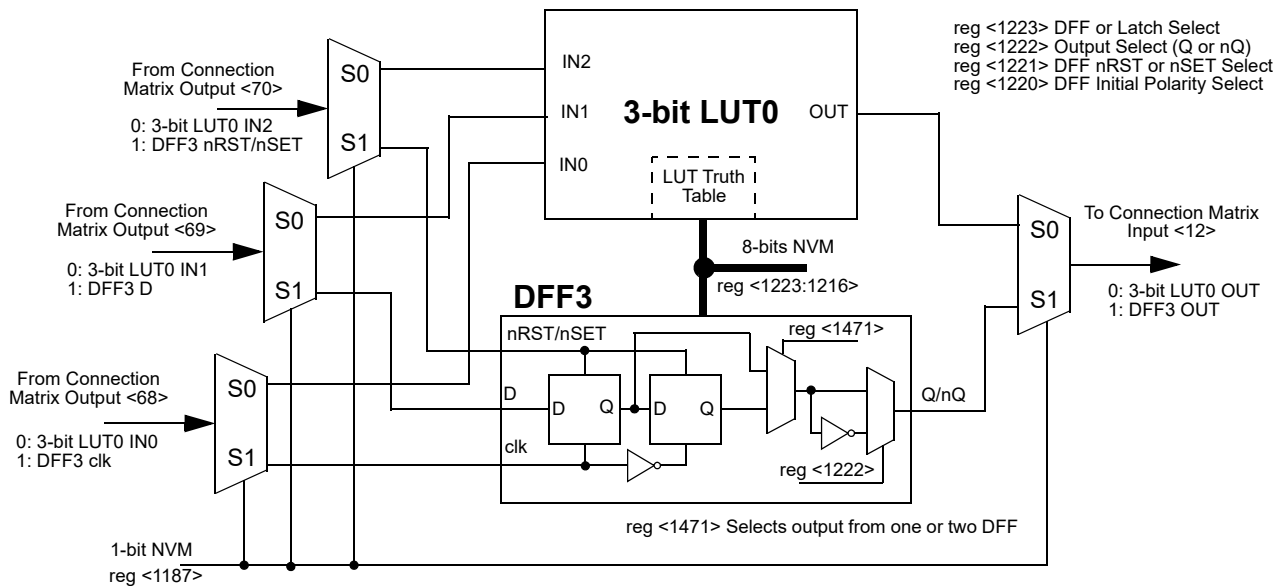 From Connection
Matrix Output <70>
0: 3-bit LUT0 IN2
1: DFF3 nRST/nSET
S0
S1
From Connection
Matrix Output <69>
0: 3-bit LUT0 IN1
1: DFF3 D
S0
S1
From Connection
Matrix Output <68>
0: 3-bit LUT0 IN0
1: DFF3 clk
S0
S1
1-bit NVM
reg <1187>
IN2
IN1
IN0
3-bit LUT0
OUT
LUT Truth
Table
8-bits NVM
reg <1223:1216>
DFF3
nRST/nSET
D
clk
D
Q
D
Q
reg <1471>
reg <1222>
Q/nQ
reg <1471> Selects output from one or two DFF
reg <1223> DFF or Latch Select
reg <1222> Output Select (Q or nQ)
reg <1221> DFF nRST or nSET Select
reg <1220> DFF Initial Polarity Select
S0
S1
To Connection Matrix
Input <12>
0: 3-bit LUT0 OUT
1: DFF3 OUT